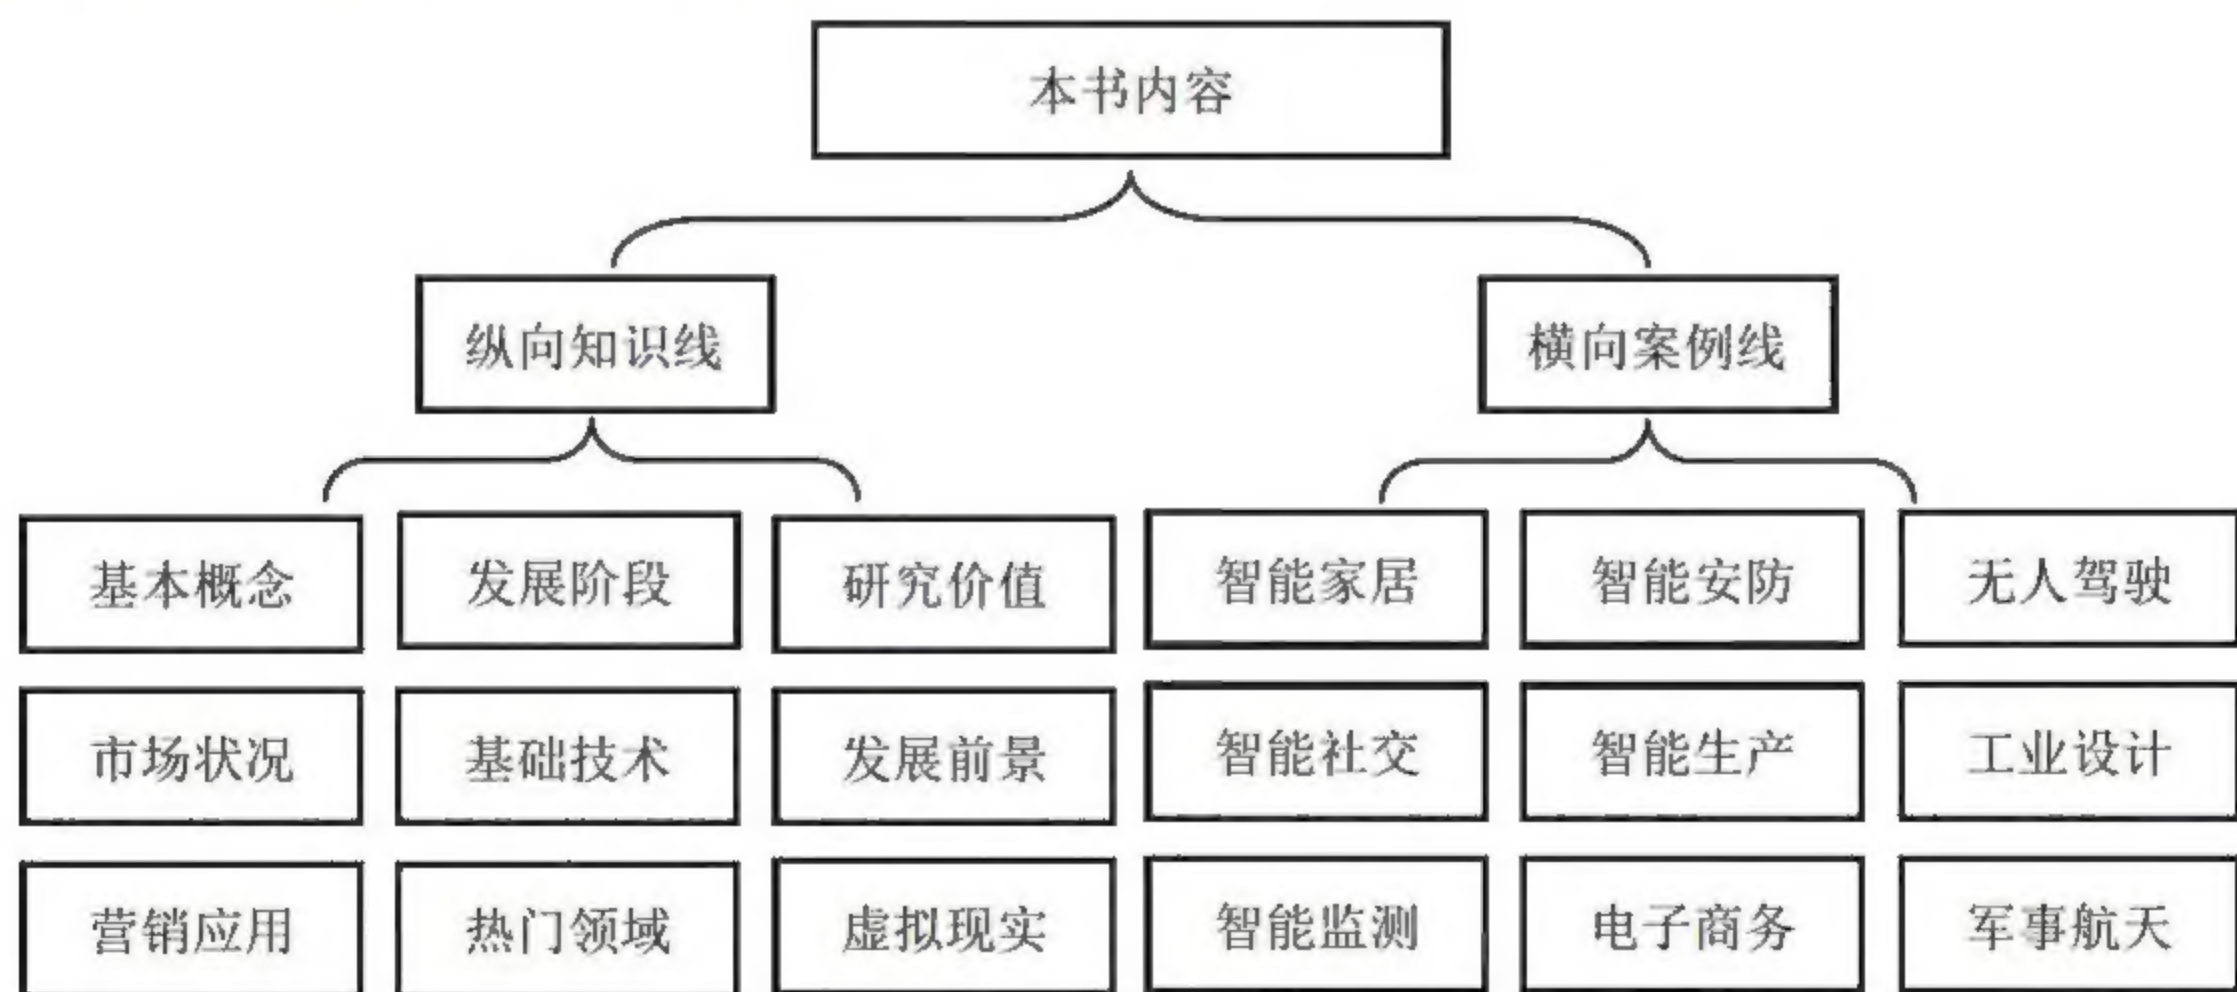 本书内容
纵向知识线
横向案例线
基本概念
发展阶段
研究价值
智能家居
智能安防
无人驾驶
市场状况
基础技术
发展前景
智能社交
智能生产
工业设计
营销应用
热门领域
虚拟现实
智能监测
电子商务
军事航天